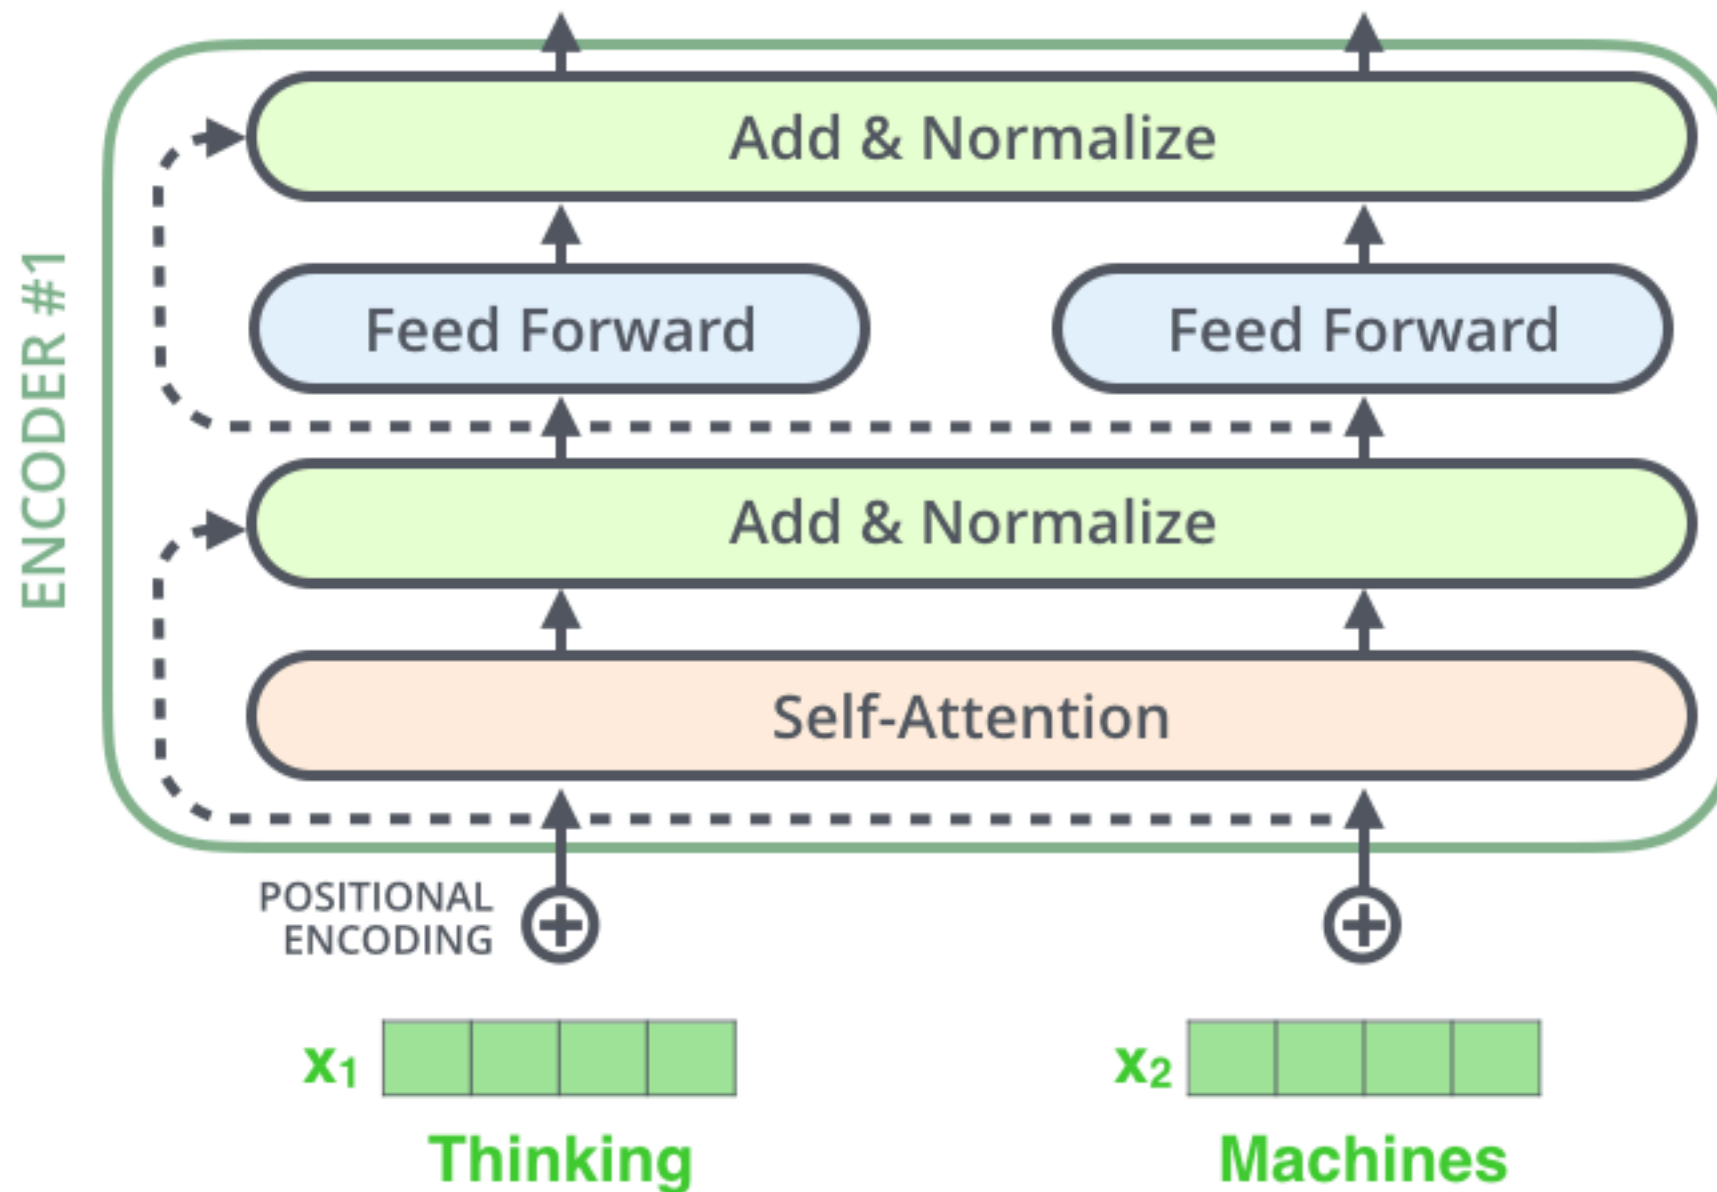 ENCODER #1
Add & Normalize
Feed Forward
Feed Forward
Add & Normalize
Self-Attention
POSITIONAL
ENCODING
x₁
x₂
Thinking
Machines